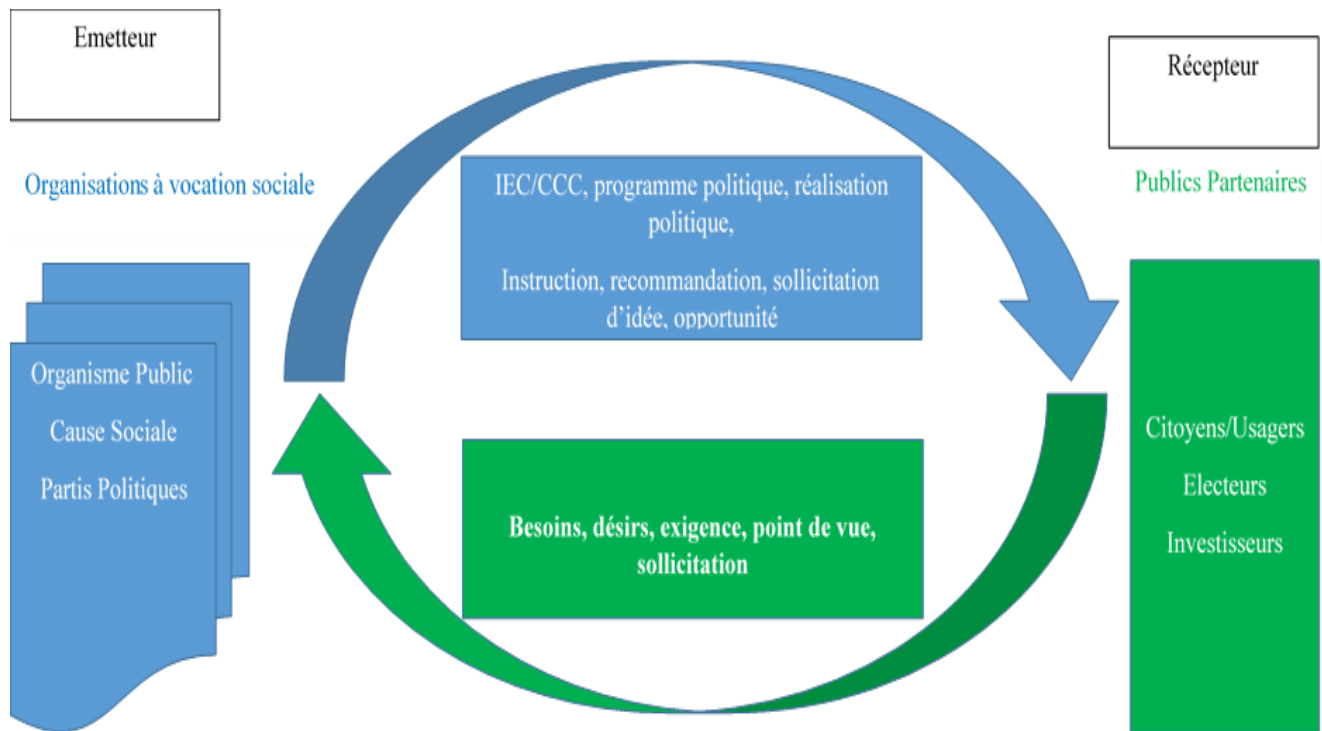 Emetteur
Récepteur
Organisations à vocation sociale
Publics Partenaires
IEC/CCC, programme politique, réalisation
politique,
Instruction, recommandation, sollicitation
d’idée, opportunité
Organisme Public
Cause Sociale
Partis Politiques
Besoins, désirs, exigence, point de vue,
sollicitation
Citoyens/Usagers
Electeurs
Investisseurs